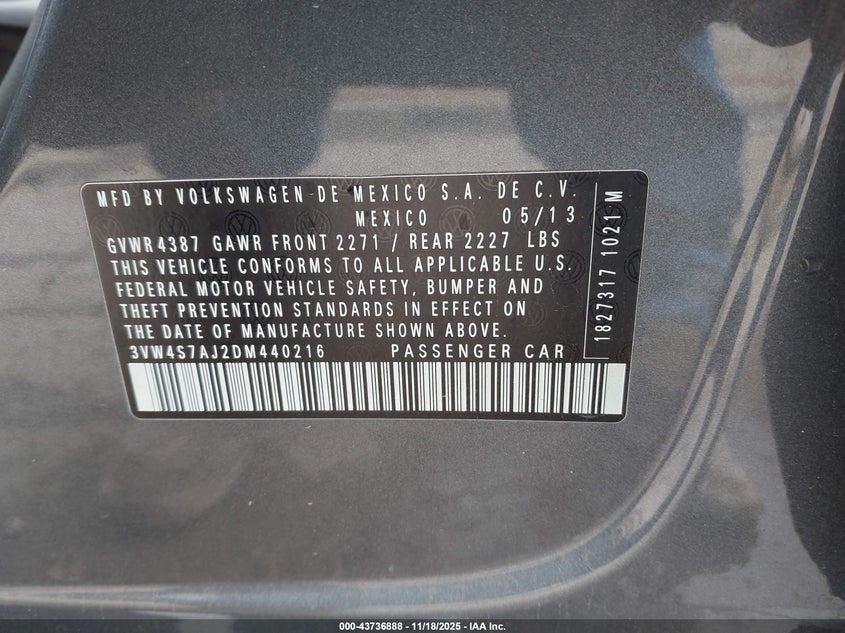 MFD BY VOLKSWAGEN DE MEXICO S.A. DE C.V.
MEXICO 05/13
GVWR4387 GAWR FRONT 2271 / REAR 2227 LBS
THIS VEHICLE CONFORMS TO ALL APPLICABLE U.S.
FEDERAL MOTOR VEHICLE SAFETY, BUMPER AND
THEFT PREVENTION STANDARDS IN EFFECT ON
THE DATE OF MANUFACTURE SHOWN ABOVE.
3VW4S7AJ2DM440216 PASSENGER CAR
1827317 1021 M
000-43736888 - 11/18/2025 - IAA Inc.